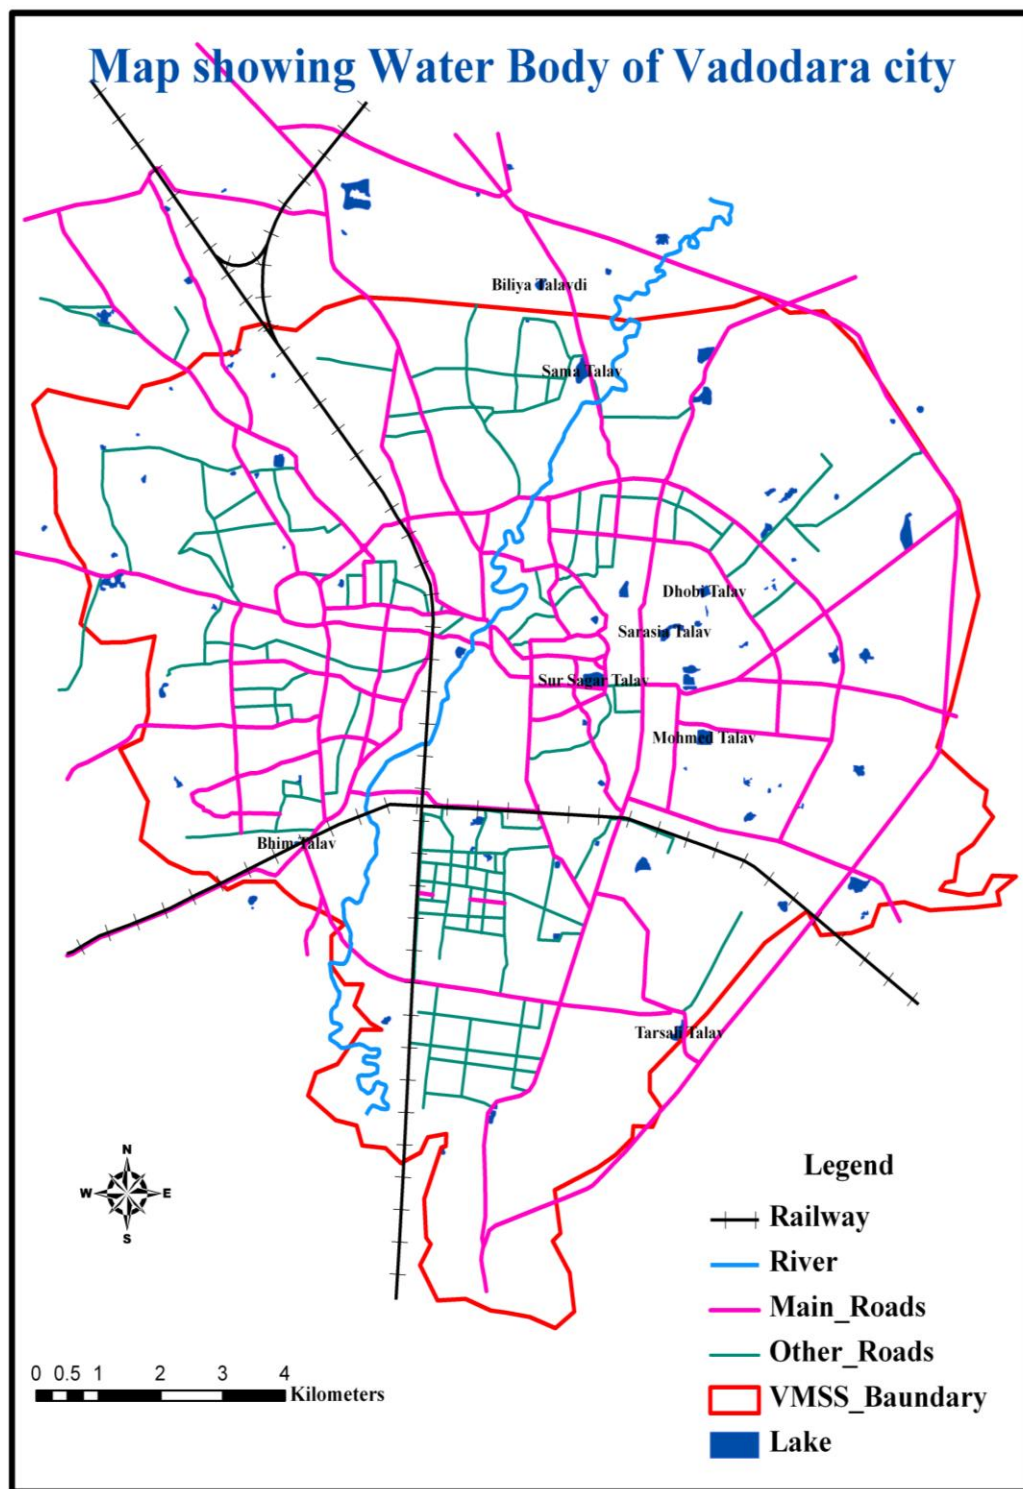 Map showing Water Body of Vadodara city
Biliya Talavdi
Sama Talav
Dhobi Talav
Sarasia Talav
Sur Sagar Talav
Mohmed Talav
Bhim Talav
Tarsali Talav
N
W E
S
Legend
Railway
River
Main_Roads
Other_Roads
VMSS_Baundary
Lake
0 0.5 1 2 3 4
Kilometers